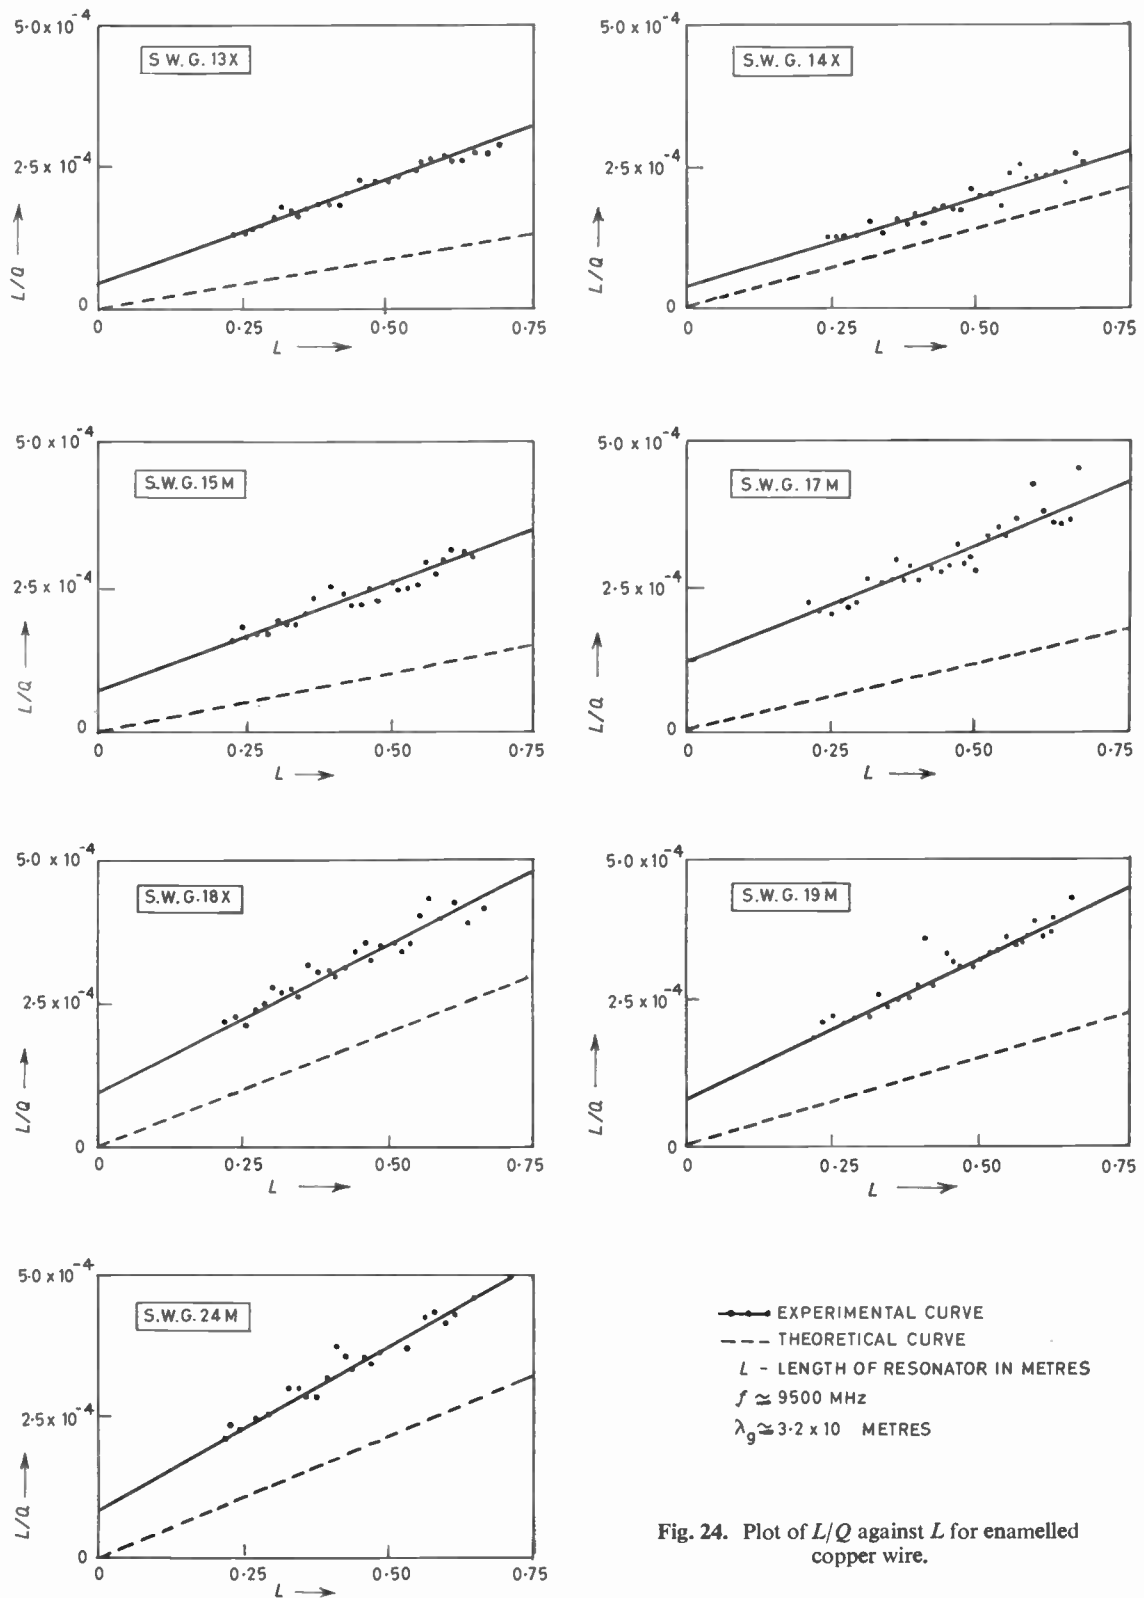 5·0 x 10⁻⁴
S.W.G. 13X
2·5 x 10⁻⁴
L/Q
0
0 0·25 0·50 0·75
L
5·0 x 10⁻⁴
S.W.G. 14X
2·5 x 10⁻⁴
L/Q
0
0 0·25 0·50 0·75
L
5·0 x 10⁻⁴
S.W.G. 15M
2·5 x 10⁻⁴
L/Q
0
0 0·25 0·50 0·75
L
5·0 x 10⁻⁴
S.W.G. 17M
2·5 x 10⁻⁴
L/Q
0
0 0·25 0·50 0·75
L
5·0 x 10⁻⁴
S.W.G. 18X
2·5 x 10⁻⁴
L/Q
0
0 0·25 0·50 0·75
L
5·0 x 10⁻⁴
S.W.G. 19M
2·5 x 10⁻⁴
L/Q
0
0 0·25 0·50 0·75
L
5·0 x 10⁻⁴
S.W.G. 24M
2·5 x 10⁻⁴
L/Q
0
0 0·25 0·50 0·75
L
EXPERIMENTAL CURVE
THEORETICAL CURVE
L - LENGTH OF RESONATOR IN METRES
f ≃ 9500 MHz
λg ≃ 3·2 x 10 METRES
Fig. 24. Plot of L/Q against L for enamelled
copper wire.